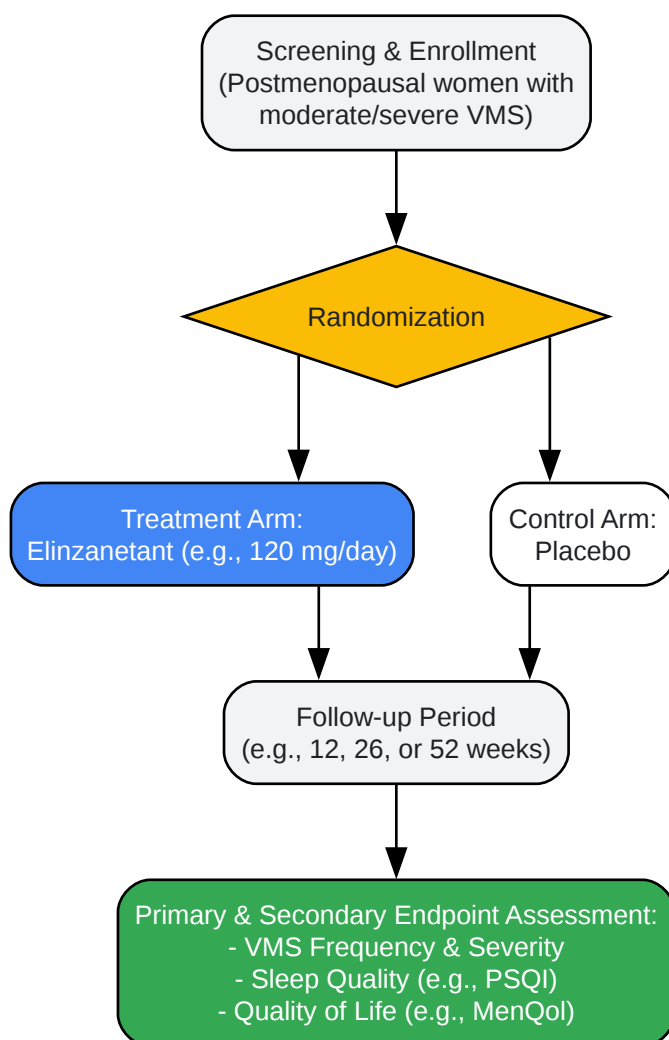 Screening & Enrollment
(Postmenopausal women with
moderate/severe VMS)
Randomization
Treatment Arm:
Elinzanetant (e.g., 120 mg/day)
Control Arm:
Placebo
Follow-up Period
(e.g., 12, 26, or 52 weeks)
Primary & Secondary Endpoint Assessment:
- VMS Frequency & Severity
- Sleep Quality (e.g., PSQI)
- Quality of Life (e.g., MenQol)